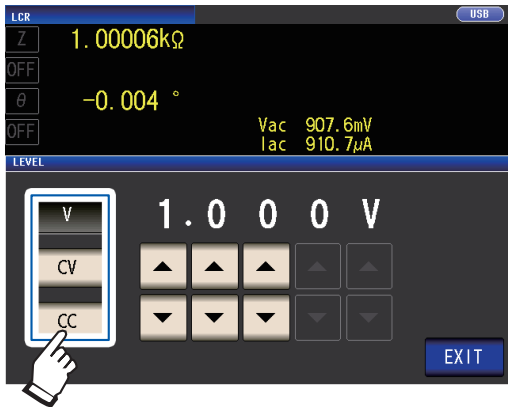 LCR USB
Z 1.00006kΩ
OFF
θ -0.004 °
OFF
Vac 907.6mV
Iac 910.7μA
LEVEL
V 1.000 V
CV
CC
EXIT